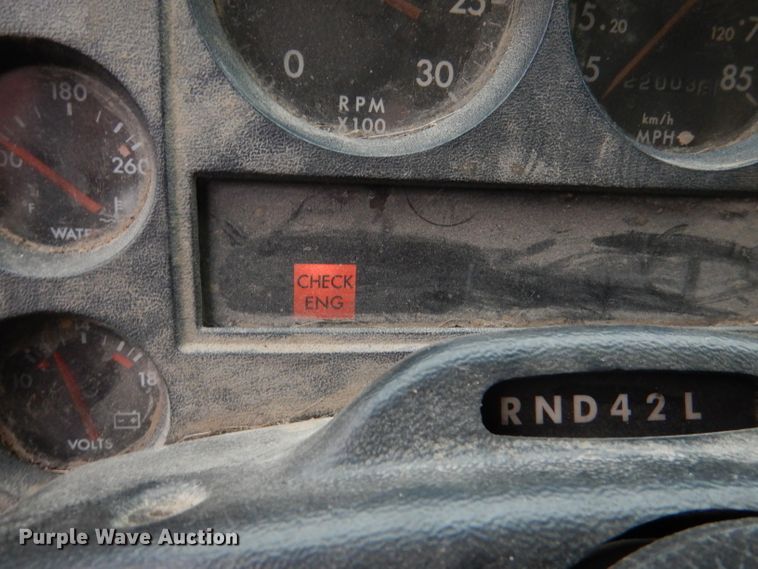 25
0
30
RPM
X100
15
20
120
5
85
km/h
MPH
180
260
F
WATER
CHECK
ENG
10
18
VOLTS
RND42L
Purple Wave Auction